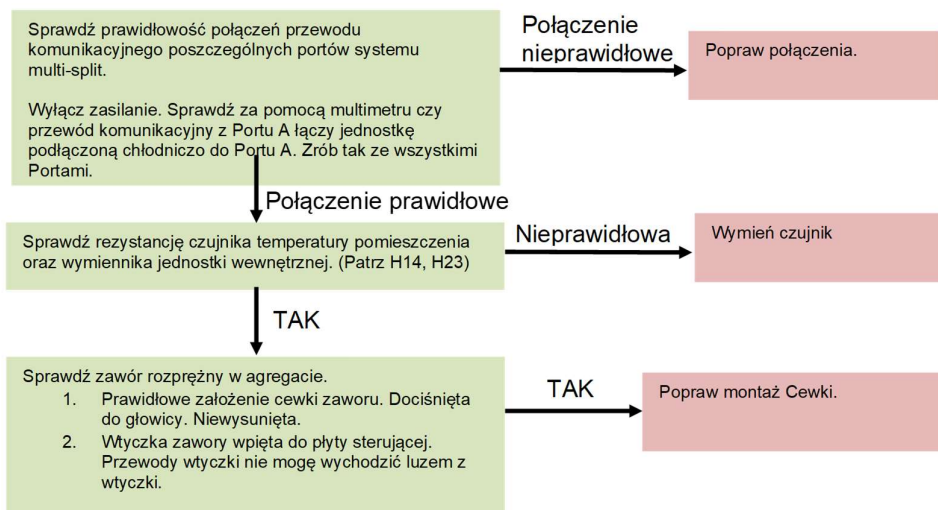 Sprawdź prawidłowość połączeń przewodu
komunikacyjnego poszczególnych portów systemu
multi-split.
Wyłącz zasilanie. Sprawdź za pomocą multimetru czy
przewód komunikacyjny z Portu A łączy jednostkę
podłączoną chłodniczo do Portu A. Zrób tak ze wszystkimi
Portami.
Połączenie
nieprawidłowe
Popraw połączenia.
Połączenie prawidłowe
Sprawdź rezystancję czujnika temperatury pomieszczenia
oraz wymiennika jednostki wewnętrznej. (Patrz H14, H23)
Nieprawidłowa
Wymień czujnik
TAK
Sprawdź zawór rozprężny w agregacie.
1. Prawidłowe założenie cewki zaworu. Dociśnięta
do głowicy. Niewysunięta.
2. Wtyczka zawory wpięta do płyty sterującej.
Przewody wtyczki nie mogę wychodzić luzem z
wtyczki.
TAK
Popraw montaż Cewki.